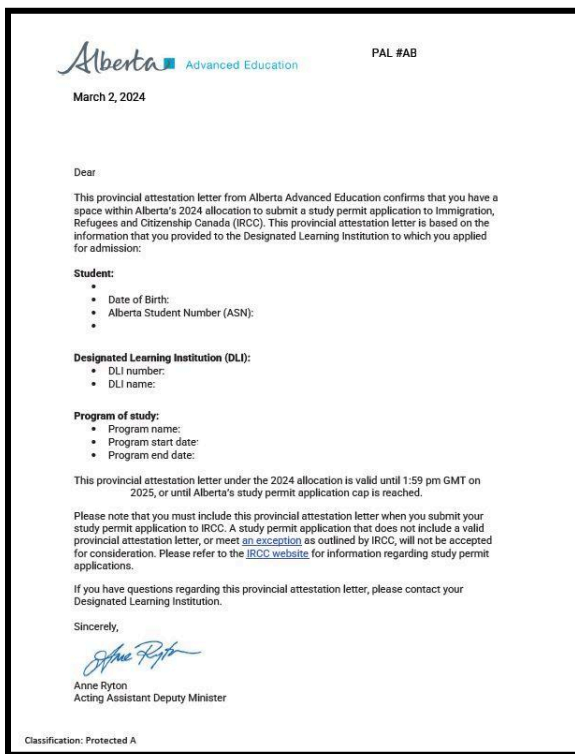 Alberta Advanced Education
PAL #AB
March 2, 2024
Dear
This provincial attestation letter from Alberta Advanced Education confirms that you have a
space within Alberta's 2024 allocation to submit a study permit application to Immigration,
Refugees and Citizenship Canada (IRCC). This provincial attestation letter is based on the
information that you provided to the Designated Learning Institution to which you applied
for admission:
Student:
•
• Date of Birth:
• Alberta Student Number (ASN):
•
Designated Learning Institution (DLI):
• DLI number:
• DLI name:
Program of study:
• Program name:
• Program start date:
• Program end date:
This provincial attestation letter under the 2024 allocation is valid until 1:59 pm GMT on
2025, or until Alberta's study permit application cap is reached.
Please note that you must include this provincial attestation letter when you submit your
study permit application to IRCC. A study permit application that does not include a valid
provincial attestation letter, or meet an exception as outlined by IRCC, will not be accepted
for consideration. Please refer to the IRCC website for information regarding study permit
applications.
If you have questions regarding this provincial attestation letter, please contact your
Designated Learning Institution.
Sincerely,
Anne Ryton
Anne Ryton
Acting Assistant Deputy Minister
Classification: Protected A